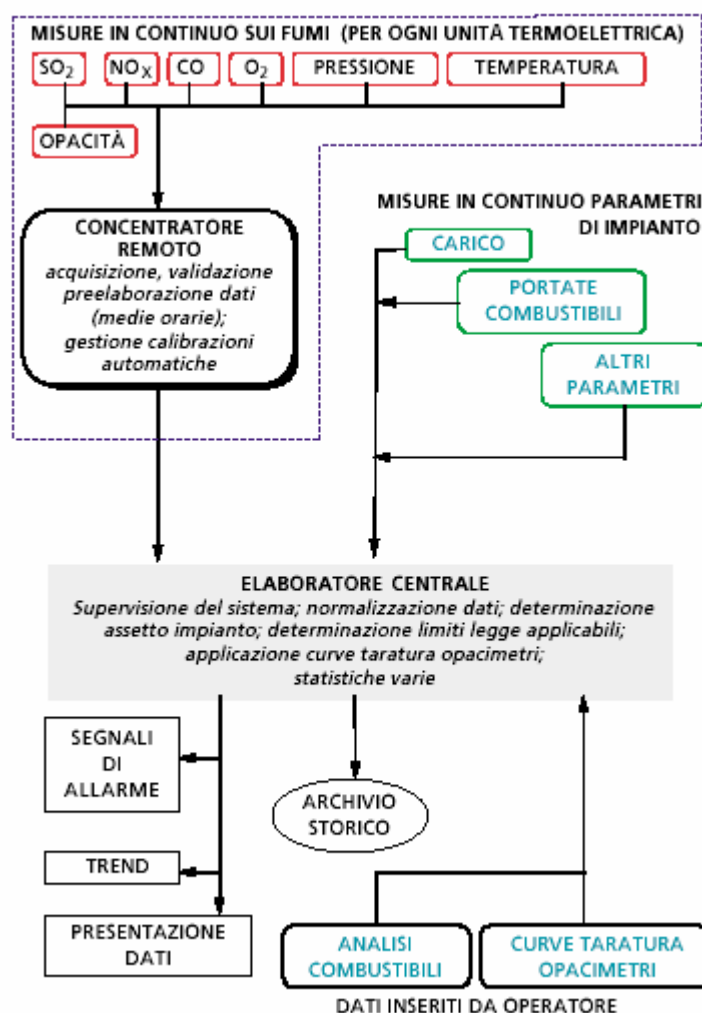 MISURE IN CONTINUO SUI FUMI (PER OGNI UNITÀ TERMOELETTRICA)
SO2
NOX
CO
O2
PRESSIONE
TEMPERATURA
OPACITÀ
CONCENTRATORE
REMOTO
acquisizione, validazione
preelaborazione dati
(medie orarie);
gestione calibrazioni
automatiche
MISURE IN CONTINUO PARAMETRI
DI IMPIANTO
CARICO
PORTATE
COMBUSTIBILI
ALTRI
PARAMETRI
ELABORATORE CENTRALE
Supervisione del sistema; normalizzazione dati; determinazione
assetto impianto; determinazione limiti legge applicabili;
applicazione curve taratura opacimetri;
statistiche varie
SEGNALI
DI
ALLARME
ARCHIVIO
STORICO
TREND
PRESENTAZIONE
DATI
ANALISI
COMBUSTIBILI
CURVE TARATURA
OPACIMETRI
DATI INSERITI DA OPERATORE